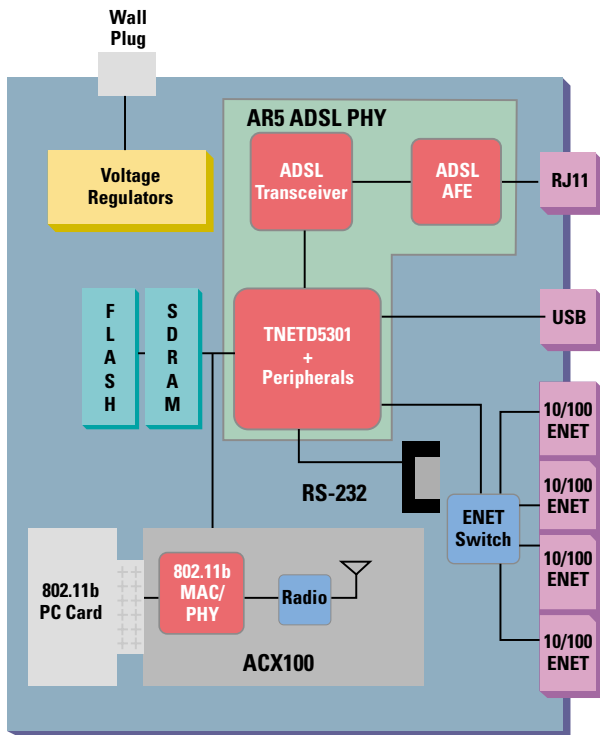 Wall
Plug
AR5 ADSL PHY
Voltage
Regulators
ADSL
Transceiver
ADSL
AFE
RJ11
F
L
A
S
H
S
D
R
A
M
TNETD5301
+
Peripherals
USB
10/100
ENET
10/100
ENET
10/100
ENET
10/100
ENET
RS-232
ENET
Switch
802.11b
PC Card
802.11b
MAC/
PHY
Radio
ACX100